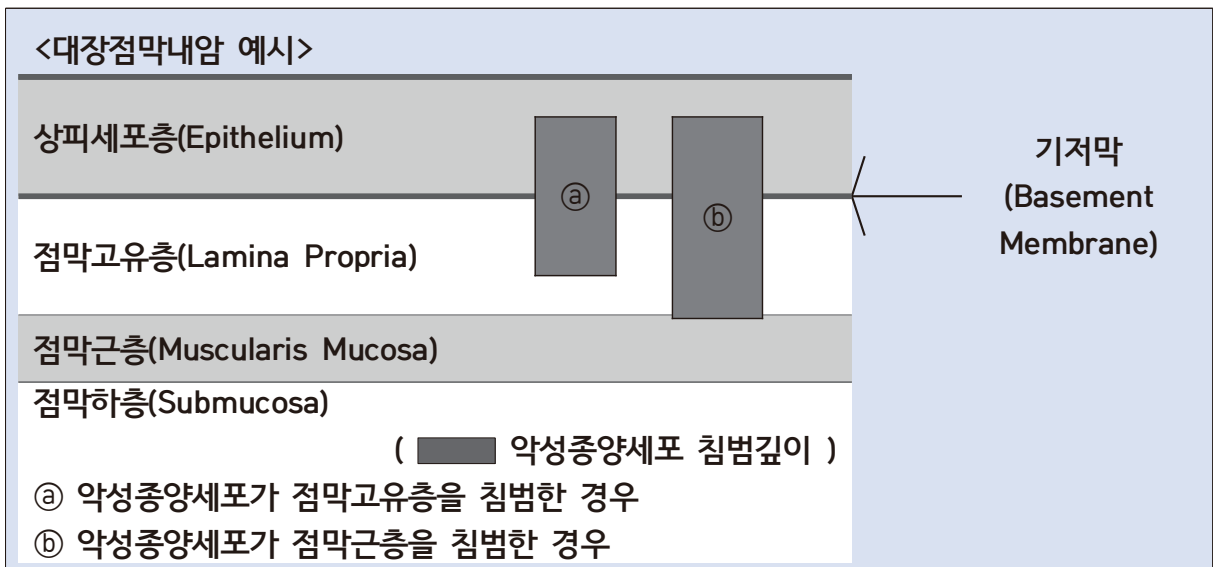 <대장점막내암 예시>
상피세포층(Epithelium)
ⓐ
ⓑ
기저막
(Basement
Membrane)
점막고유층(Lamina Propria)
점막근층(Muscularis Mucosa)
점막하층(Submucosa)
( 악성종양세포 침범깊이 )
ⓐ 악성종양세포가 점막고유층을 침범한 경우
ⓑ 악성종양세포가 점막근층을 침범한 경우